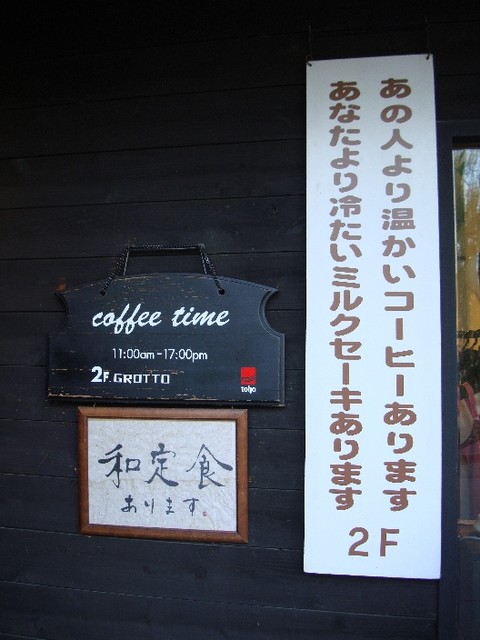 あの人より温かいコーヒーあります
あなたより冷たいミルクセーキあります
2F
coffee time
11:00am-17:00pm
2F.GROTTO
和定食
あります